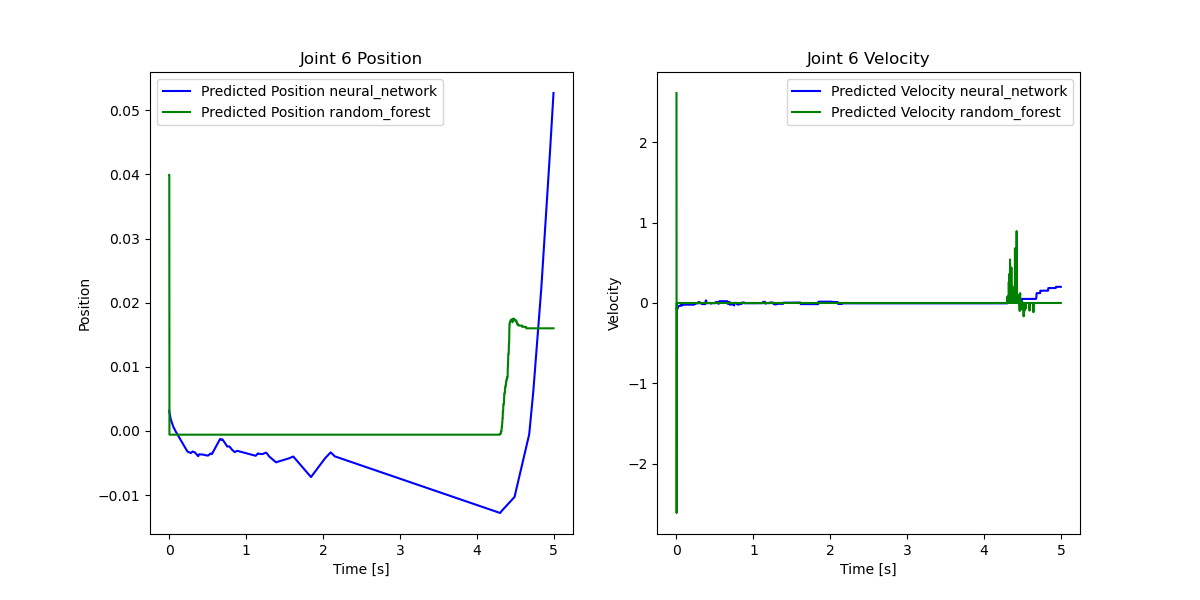 Joint 6 Position
Predicted Position neural_network
Predicted Position random_forest
0.05
0.04
0.03
0.02
0.01
0.00
−0.01
Position
0 1 2 3 4 5
Time [s]
Joint 6 Velocity
Predicted Velocity neural_network
Predicted Velocity random_forest
2
1
0
−1
−2
Velocity
0 1 2 3 4 5
Time [s]